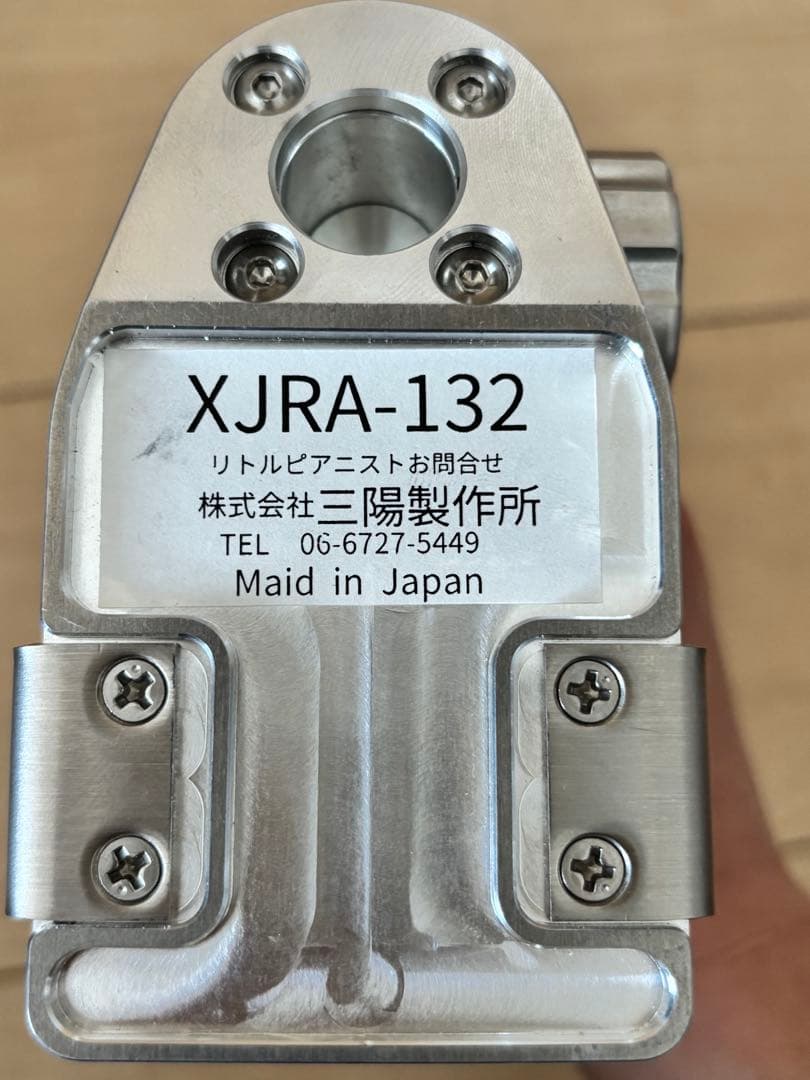 XJRA-132
リトルピアニストお問合せ
株式会社三陽製作所
TEL 06-6727-5449
Maid in Japan